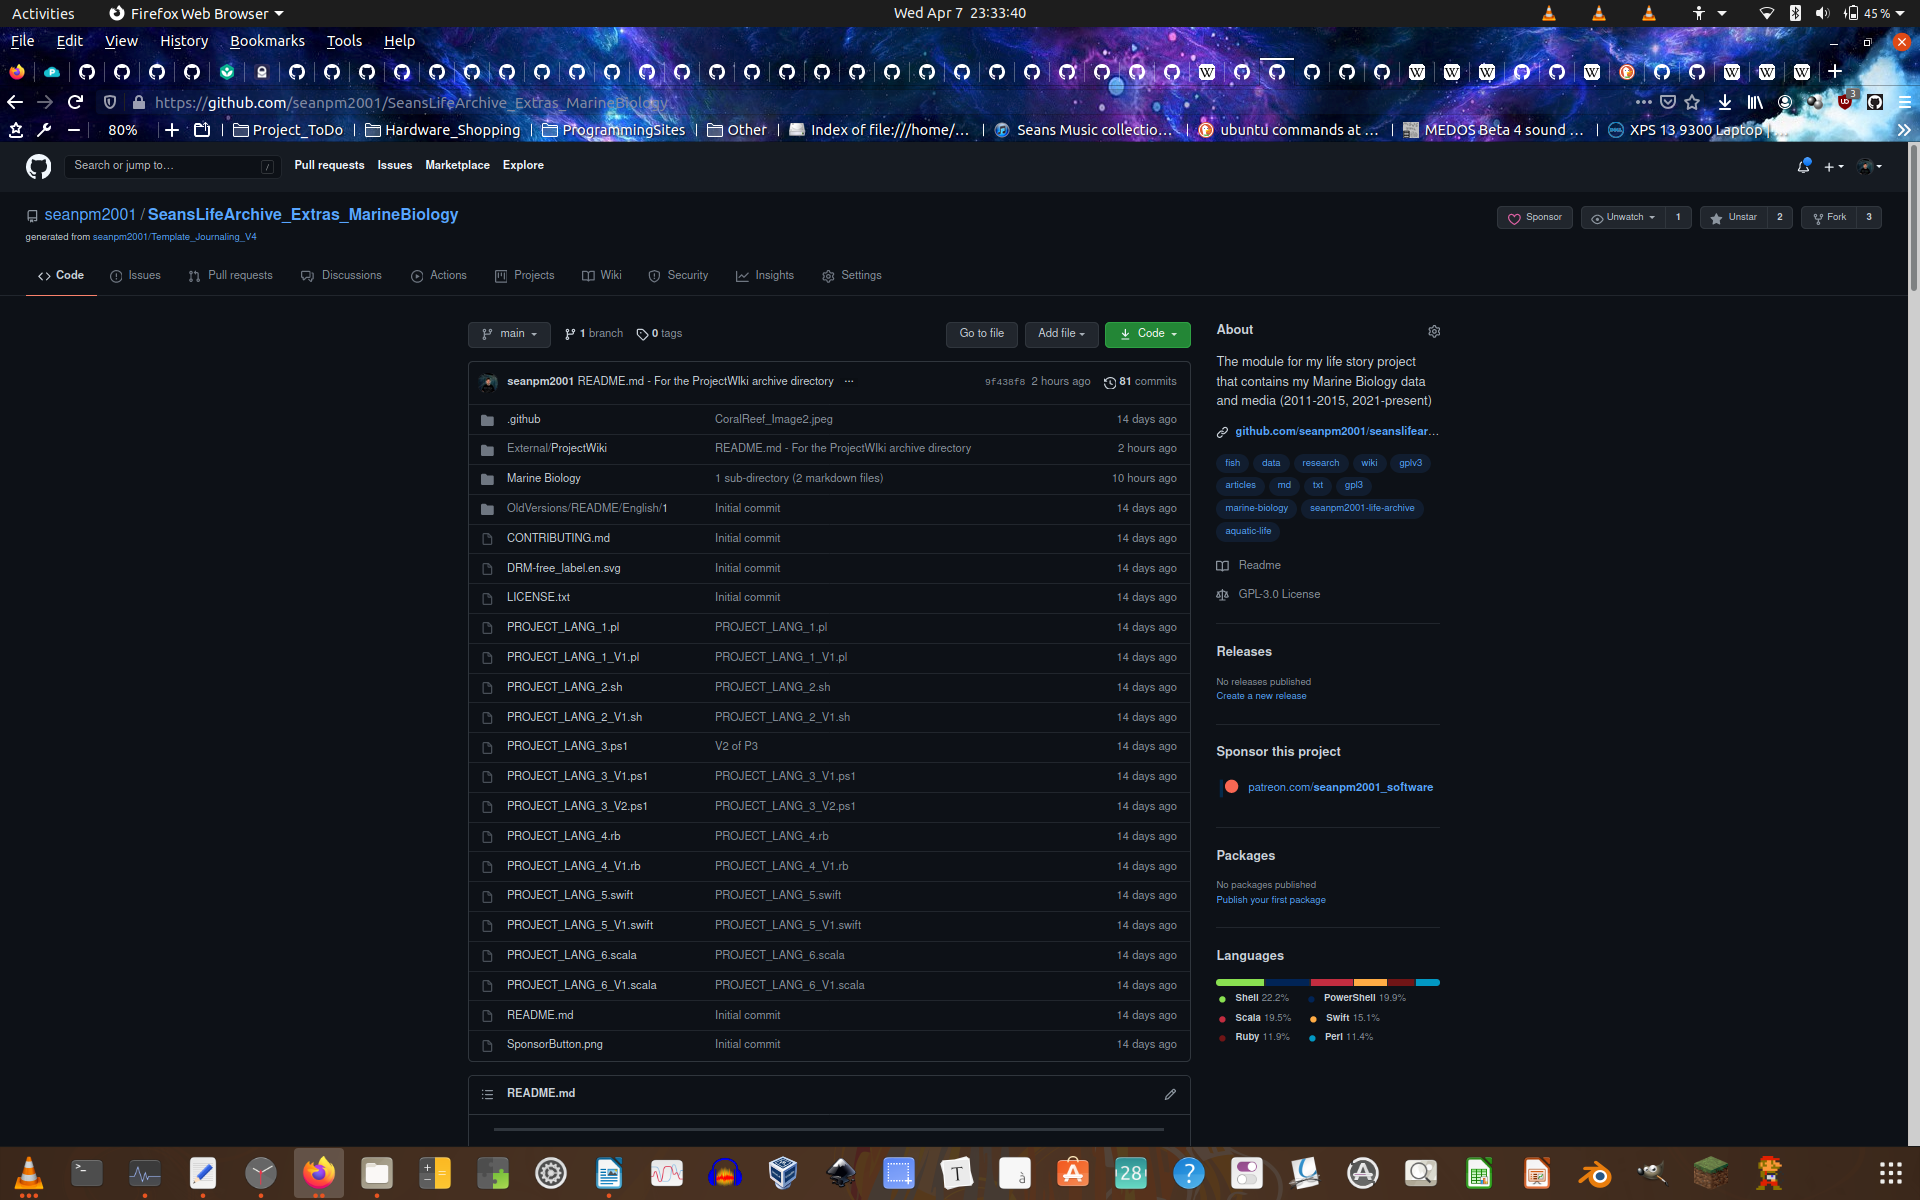 Activities Firefox Web Browser Wed Apr 7 23:33:40 45 %
File Edit View History Bookmarks Tools Help
https://github.com/seanpm2001/SeansLifeArchive_Extras_MarineBiology 3
80% Project_ToDo Hardware_Shopping ProgrammingSites Other Index of file:///home/... Seans Music collectio... ubuntu commands at ... MEDOS Beta 4 sound ... XPS 13 9300 Laptop |...
Search or jump to... / Pull requests Issues Marketplace Explore
seanpm2001 / SeansLifeArchive_Extras_MarineBiology Sponsor Unwatch 1 Unstar 2 Fork 3
generated from seanpm2001/Template_Journaling_V4
Code Issues Pull requests Discussions Actions Projects Wiki Security Insights Settings
main 1 branch 0 tags Go to file Add file Code
seanpm2001 README.md - For the ProjectWIki archive directory ... 9f438f8 2 hours ago 81 commits
.github CoralReef_Image2.jpeg 14 days ago
External/ProjectWiki README.md - For the ProjectWIki archive directory 2 hours ago
Marine Biology 1 sub-directory (2 markdown files) 10 hours ago
OldVersions/README/English/1 Initial commit 14 days ago
CONTRIBUTING.md Initial commit 14 days ago
DRM-free_label.en.svg Initial commit 14 days ago
LICENSE.txt Initial commit 14 days ago
PROJECT_LANG_1.pl PROJECT_LANG_1.pl 14 days ago
PROJECT_LANG_1_V1.pl PROJECT_LANG_1_V1.pl 14 days ago
PROJECT_LANG_2.sh PROJECT_LANG_2.sh 14 days ago
PROJECT_LANG_2_V1.sh PROJECT_LANG_2_V1.sh 14 days ago
PROJECT_LANG_3.ps1 V2 of P3 14 days ago
PROJECT_LANG_3_V1.ps1 PROJECT_LANG_3_V1.ps1 14 days ago
PROJECT_LANG_3_V2.ps1 PROJECT_LANG_3_V2.ps1 14 days ago
PROJECT_LANG_4.rb PROJECT_LANG_4.rb 14 days ago
PROJECT_LANG_4_V1.rb PROJECT_LANG_4_V1.rb 14 days ago
PROJECT_LANG_5.swift PROJECT_LANG_5.swift 14 days ago
PROJECT_LANG_5_V1.swift PROJECT_LANG_5_V1.swift 14 days ago
PROJECT_LANG_6.scala PROJECT_LANG_6.scala 14 days ago
PROJECT_LANG_6_V1.scala PROJECT_LANG_6_V1.scala 14 days ago
README.md Initial commit 14 days ago
SponsorButton.png Initial commit 14 days ago
README.md
About
The module for my life story project
that contains my Marine Biology data
and media (2011-2015, 2021-present)
github.com/seanpm2001/seanslifear...
fish data research wiki gplv3
articles md txt gpl3
marine-biology seanpm2001-life-archive
aquatic-life
Readme
GPL-3.0 License
Releases
No releases published
Create a new release
Sponsor this project
patreon.com/seanpm2001_software
Packages
No packages published
Publish your first package
Languages
Shell 22.2% PowerShell 19.9%
Scala 19.5% Swift 15.1%
Ruby 11.9% Perl 11.4%